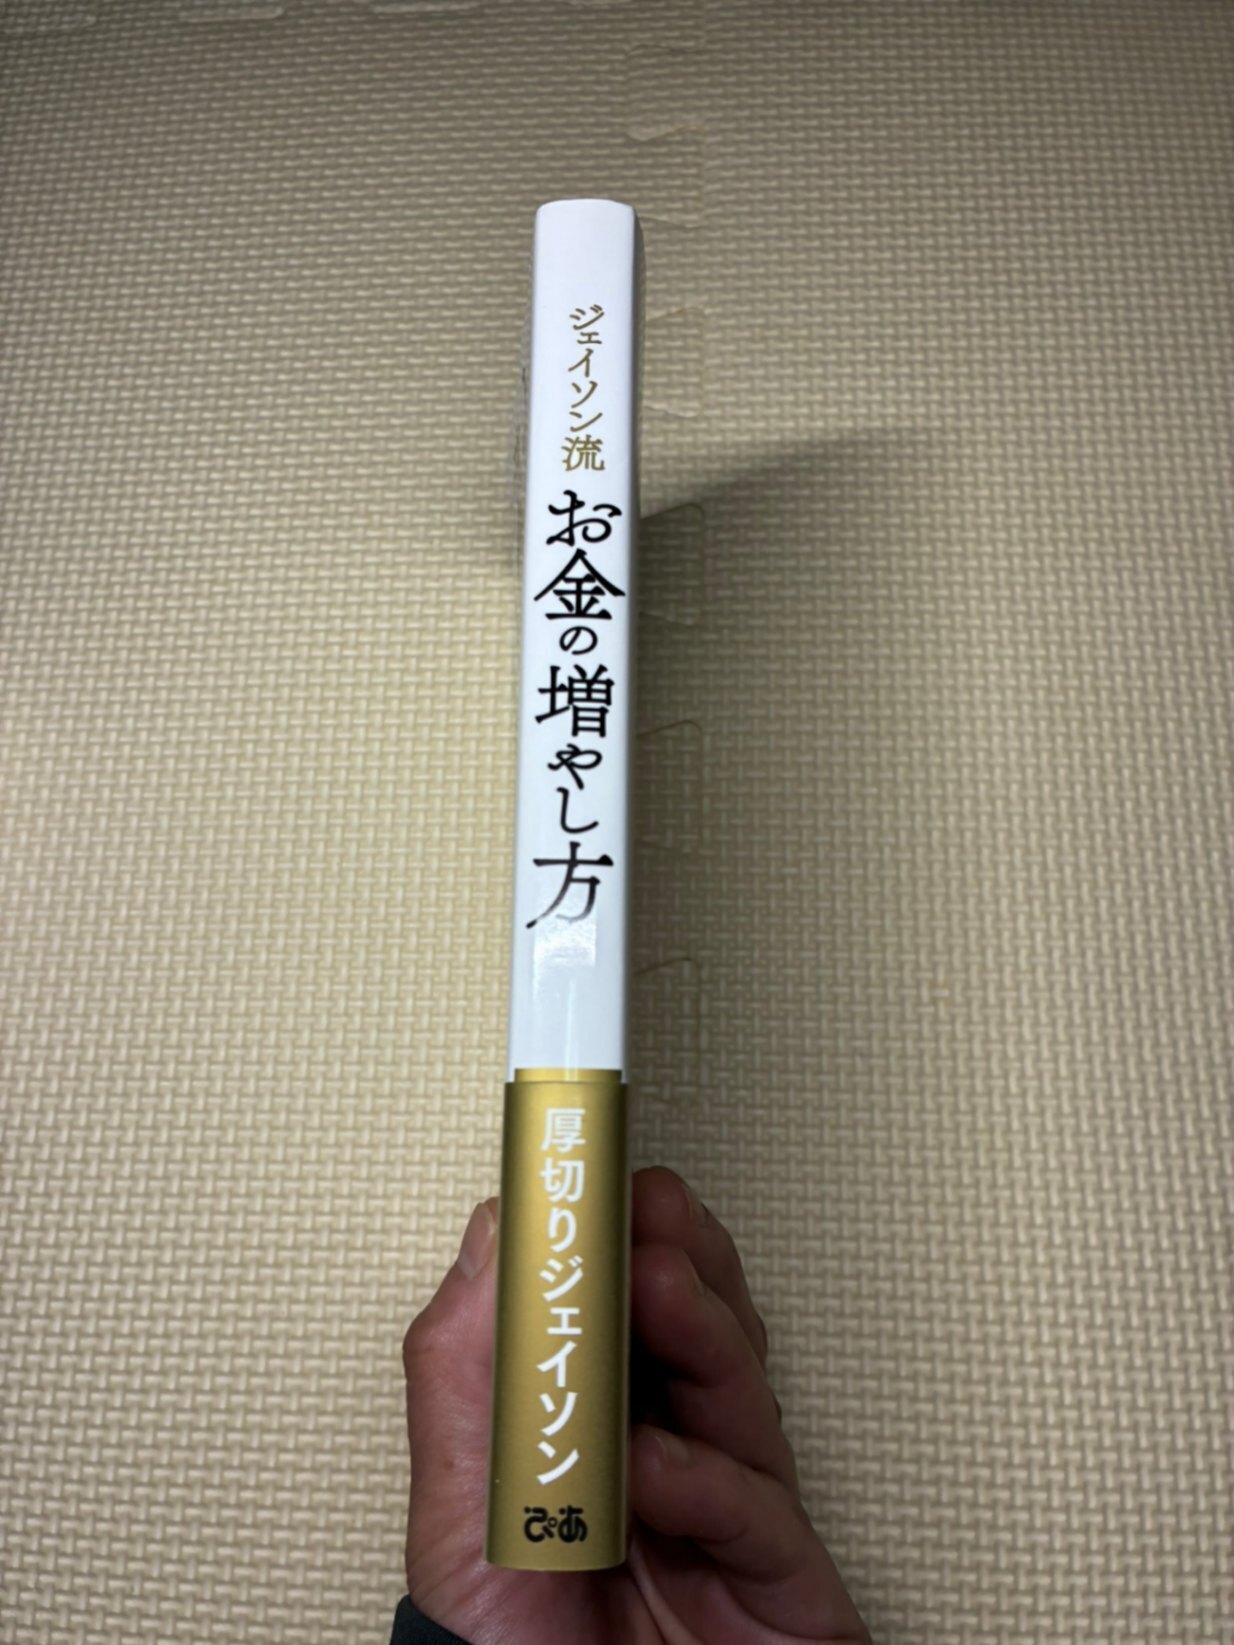 ジェイソン流
お金の増やし方
厚切りジェイソン
ぴあ